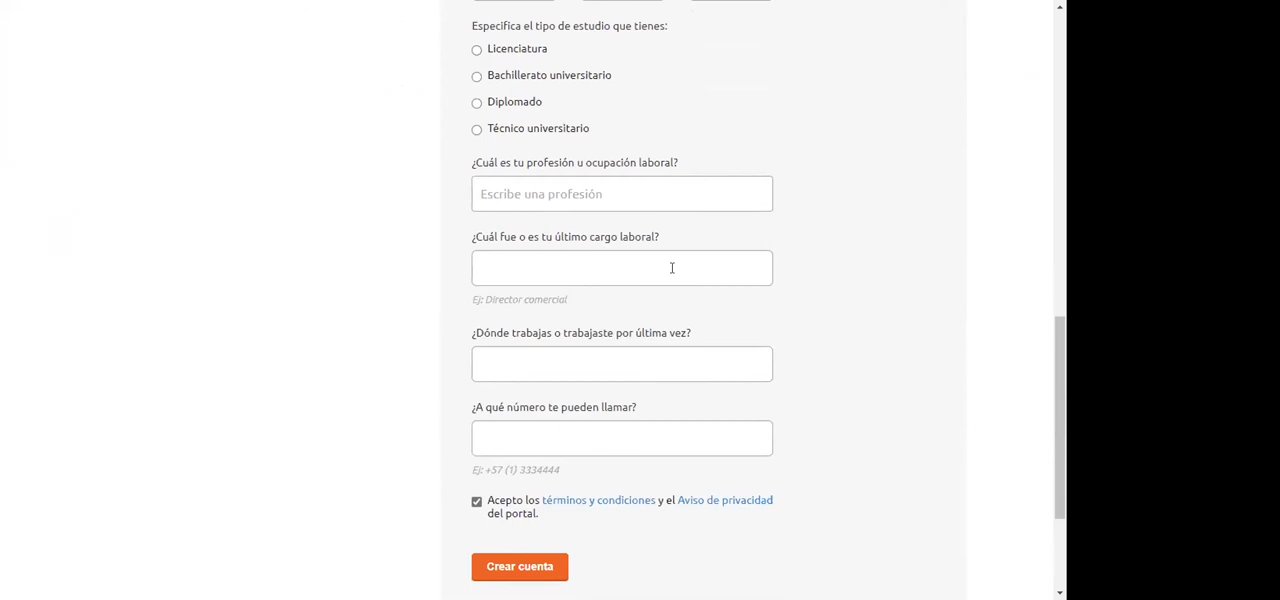 Especifica el tipo de estudio que tienes:
Licenciatura
Bachillerato universitario
Diplomado
Técnico universitario
¿Cuál es tu profesión u ocupación laboral?
Escribe una profesión
¿Cuál fue o es tu último cargo laboral?
Ej: Director comercial
¿Dónde trabajas o trabajaste por última vez?
¿A qué número te pueden llamar?
Ej: +57 (1) 3334444
Acepto los términos y condiciones y el Aviso de privacidad
del portal.
Crear cuenta